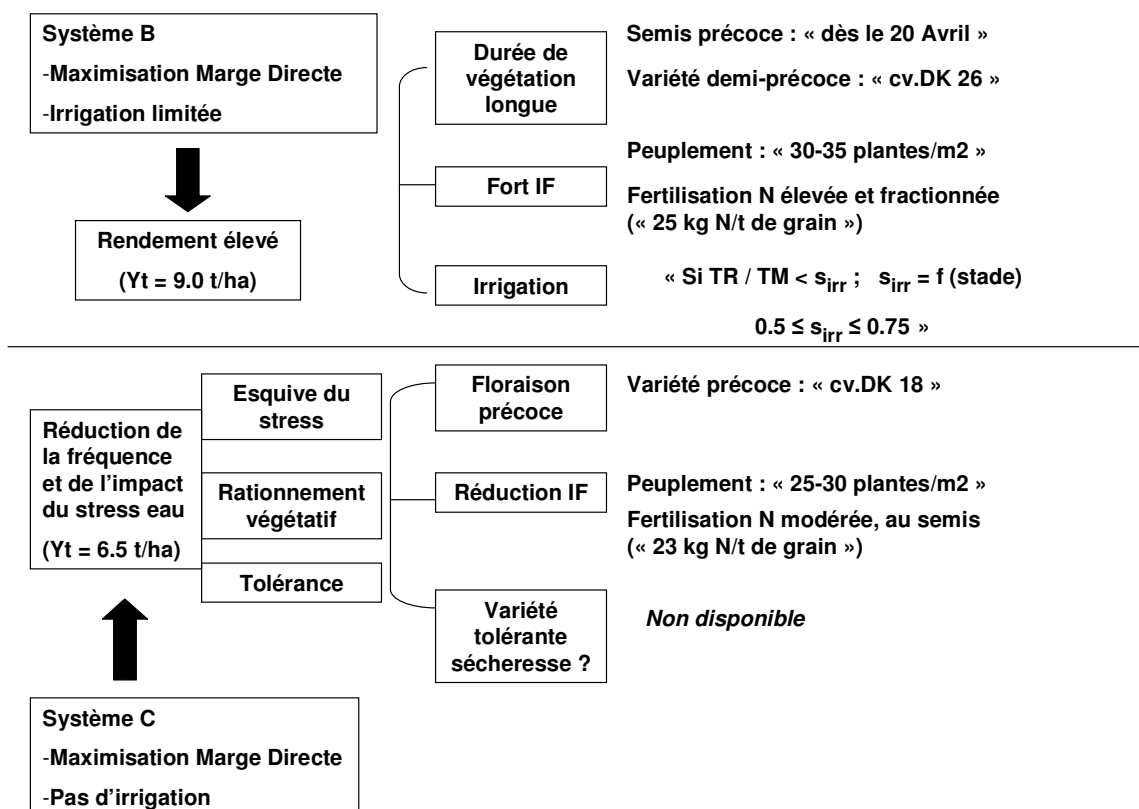 Système B
-Maximisation Marge Directe
-Irrigation limitée
Rendement élevé
(Yt = 9.0 t/ha)
Durée de
végétation
longue
Semis précoce : « dès le 20 Avril »
Variété demi-précoce : « cv.DK 26 »
Fort IF
Peuplement : « 30-35 plantes/m2 »
Fertilisation N élevée et fractionnée
(« 25 kg N/t de grain »)
Irrigation
« Si TR / TM < sirr ; sirr = f (stade)
0.5 ≤ sirr ≤ 0.75 »
Réduction de
la fréquence
et de l'impact
du stress eau
(Yt = 6.5 t/ha)
Esquive du
stress
Rationnement
végétatif
Tolérance
Floraison
précoce
Variété précoce : « cv.DK 18 »
Réduction IF
Peuplement : « 25-30 plantes/m2 »
Fertilisation N modérée, au semis
(« 23 kg N/t de grain »)
Variété
tolérante
sécheresse ?
Non disponible
Système C
-Maximisation Marge Directe
-Pas d'irrigation